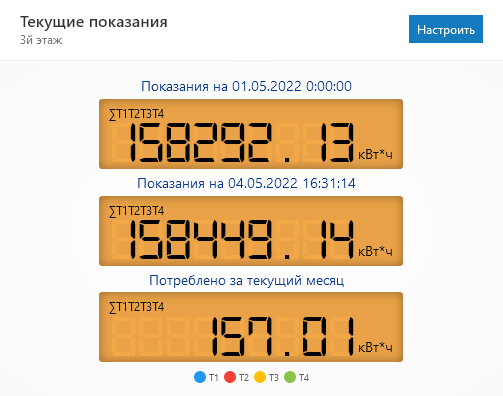 Текущие показания
3й этаж
Настроить
Показания на 01.05.2022 0:00:00
∑T1T2T3T4
158292.13 кВт*ч
Показания на 04.05.2022 16:31:14
∑T1T2T3T4
158449.14 кВт*ч
Потреблено за текущий месяц
∑T1T2T3T4
157.01 кВт*ч
T1 T2 T3 T4